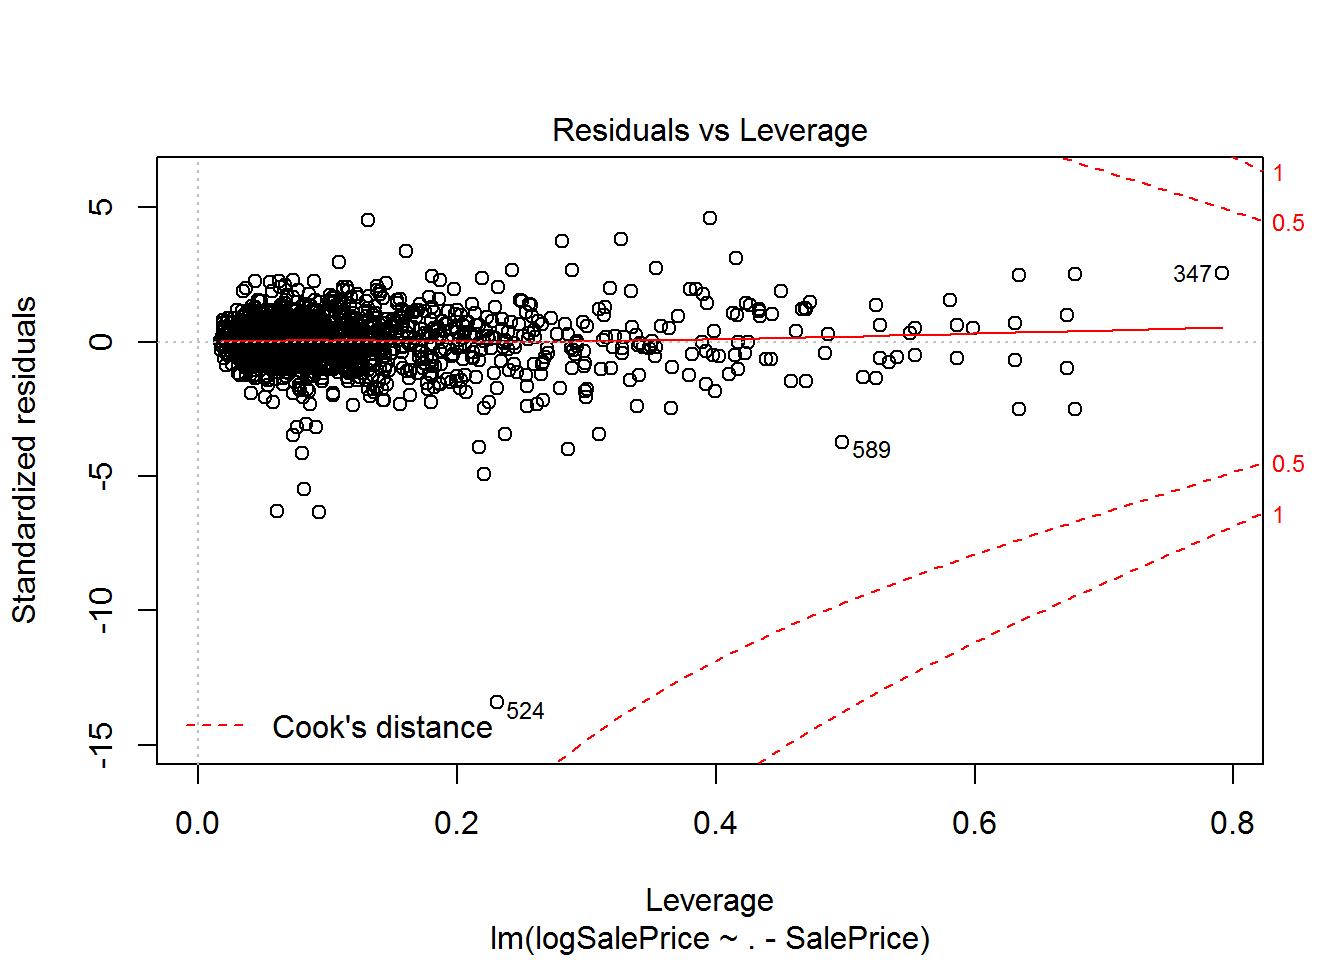 Residuals vs Leverage
Standardized residuals
5
0
-5
-10
-15
1
0.5
0.5
1
347
589
524
Cook's distance
0.0 0.2 0.4 0.6 0.8
Leverage
lm(logSalePrice ~ . - SalePrice)